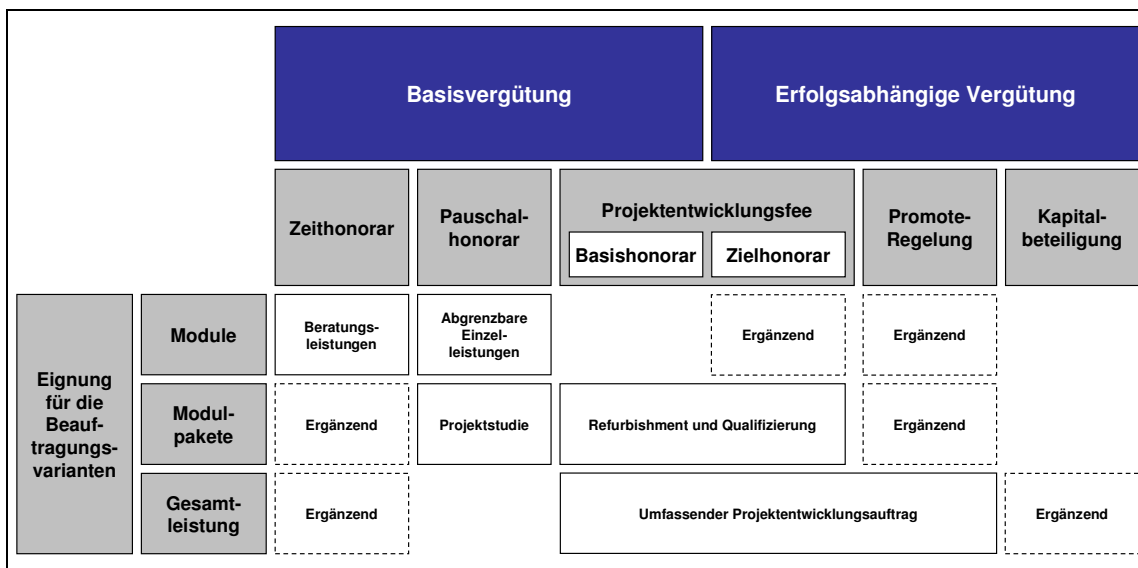 Basisvergütung
Erfolgsabhängige Vergütung
Zeithonorar
Pauschal-
honorar
Projektentwicklungsfee
Basishonorar
Zielhonorar
Promote-
Regelung
Kapital-
beteiligung
Eignung
für die
Beauf-
tragungs-
varianten
Module
Beratungs-
leistungen
Abgrenzbare
Einzel-
leistungen
Ergänzend
Ergänzend
Modul-
pakete
Ergänzend
Projektstudie
Refurbishment und Qualifizierung
Ergänzend
Gesamt-
leistung
Ergänzend
Umfassender Projektentwicklungsauftrag
Ergänzend